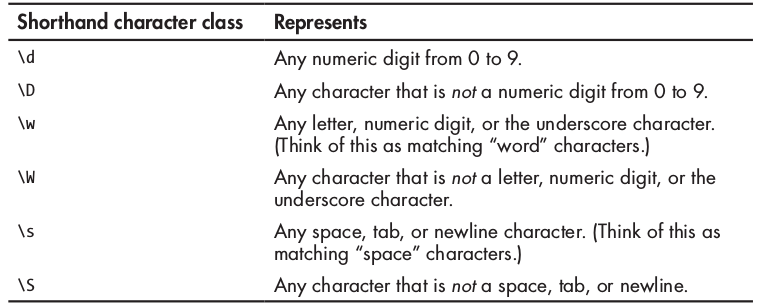 Shorthand character class Represents
\d Any numeric digit from 0 to 9.
\D Any character that is not a numeric digit from 0 to 9.
\w Any letter, numeric digit, or the underscore character.
(Think of this as matching “word” characters.)
\W Any character that is not a letter, numeric digit, or the
underscore character.
\s Any space, tab, or newline character. (Think of this as
matching “space” characters.)
\S Any character that is not a space, tab, or newline.